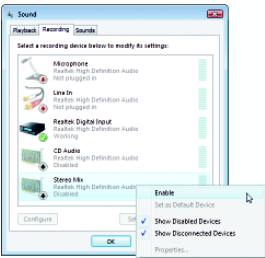 Sound
Playback Recording Sounds
Select a recording device below to modify its settings:
Microphone
Realtek High Definition Audio
Not plugged in
Line In
Realtek High Definition Audio
Not plugged in
Realtek Digital Input
Realtek High Definition Audio
Working
CD Audio
Realtek High Definition Audio
Disabled
Stereo Mix
Realtek High Definition Audio
Disabled
Enable
Set as Default Device
Show Disabled Devices
Show Disconnected Devices
Properties...
Configure
Set
OK